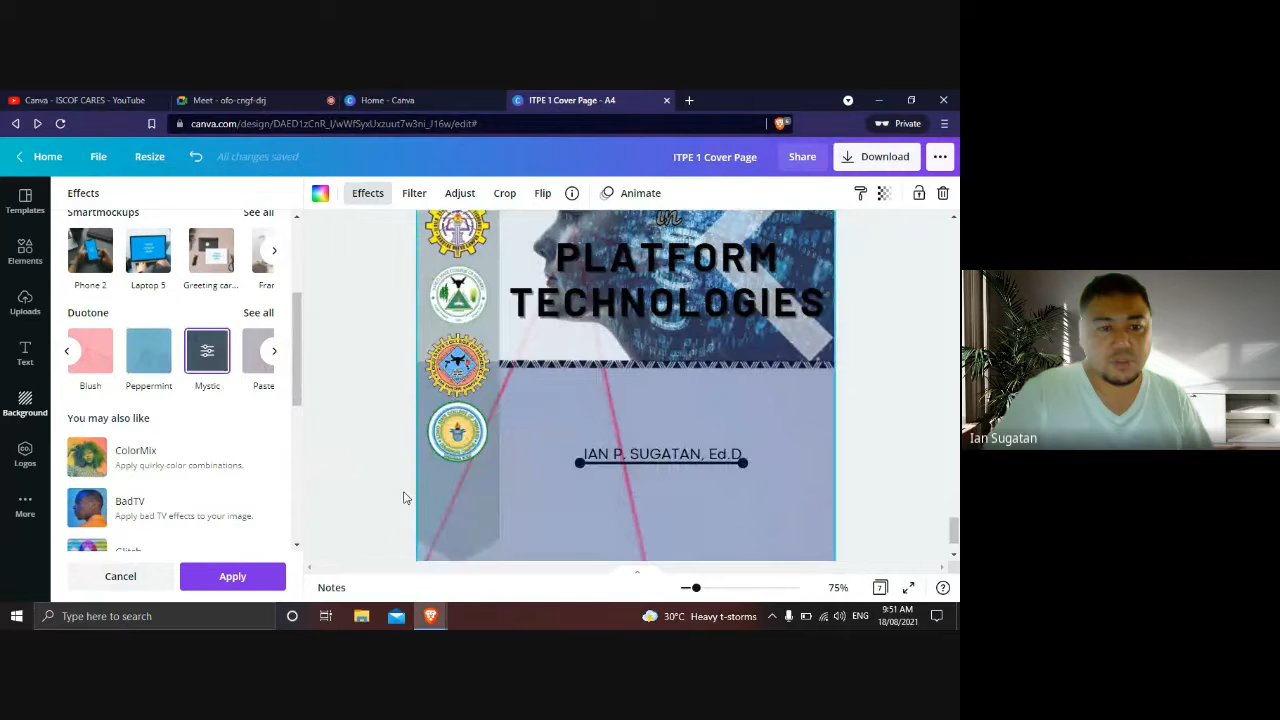 Canva - ISCOF CARES - YouTube
Meet - ofo-cngf-drj
Home - Canva
ITPE 1 Cover Page - A4
canva.com/design/DAED1zCnR_I/wWfSyxUxzuut7w3ni_J16w/edit#
6
Private
Home
File
Resize
All changes saved
ITPE 1 Cover Page
Share
Download
Templates
Elements
Uploads
Text
Background
CO.
Logos
More
Effects
Smartmockups
See all
Phone 2
Laptop 5
Greeting car...
Duotone
See all
Blush
Peppermint
Mystic
Paste
You may also like
ColorMix
Apply quirky color combinations.
BadTV
Apply bad TV effects to your image.
Glitch
Cancel
Apply
Effects
Filter
Adjust
Crop
Flip
Animate
in
PLATFORM
TECHNOLOGIES
IAN P. SUGATAN, Ed.D
Notes
75%
7
Ian Sugatan
Type here to search
30°C Heavy t-storms
ENG
9:51 AM
18/08/2021